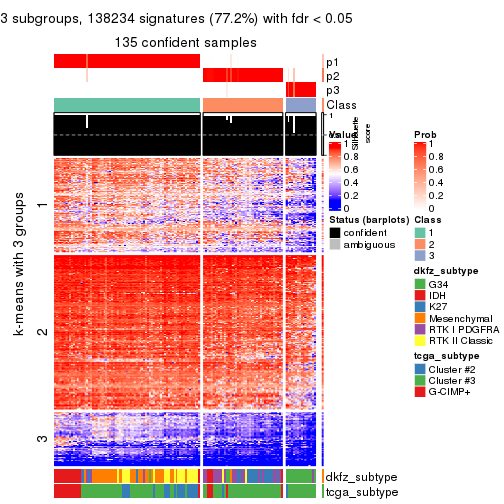 3 subgroups, 138234 signatures (77.2%) with fdr < 0.05
135 confident samples
p1
p2
p3
Class
1
Silhouette
score
k-means with 3 groups
1
2
3
dkfz_subtype
tcga_subtype
Value
1
0.8
0.6
0.4
0.2
0
Status (barplots)
confident
ambiguous
Prob
1
0.8
0.6
0.4
0.2
0
Class
1
2
3
dkfz_subtype
G34
IDH
K27
Mesenchymal
RTK I PDGFRA
RTK II Classic
tcga_subtype
Cluster #2
Cluster #3
G-CIMP+